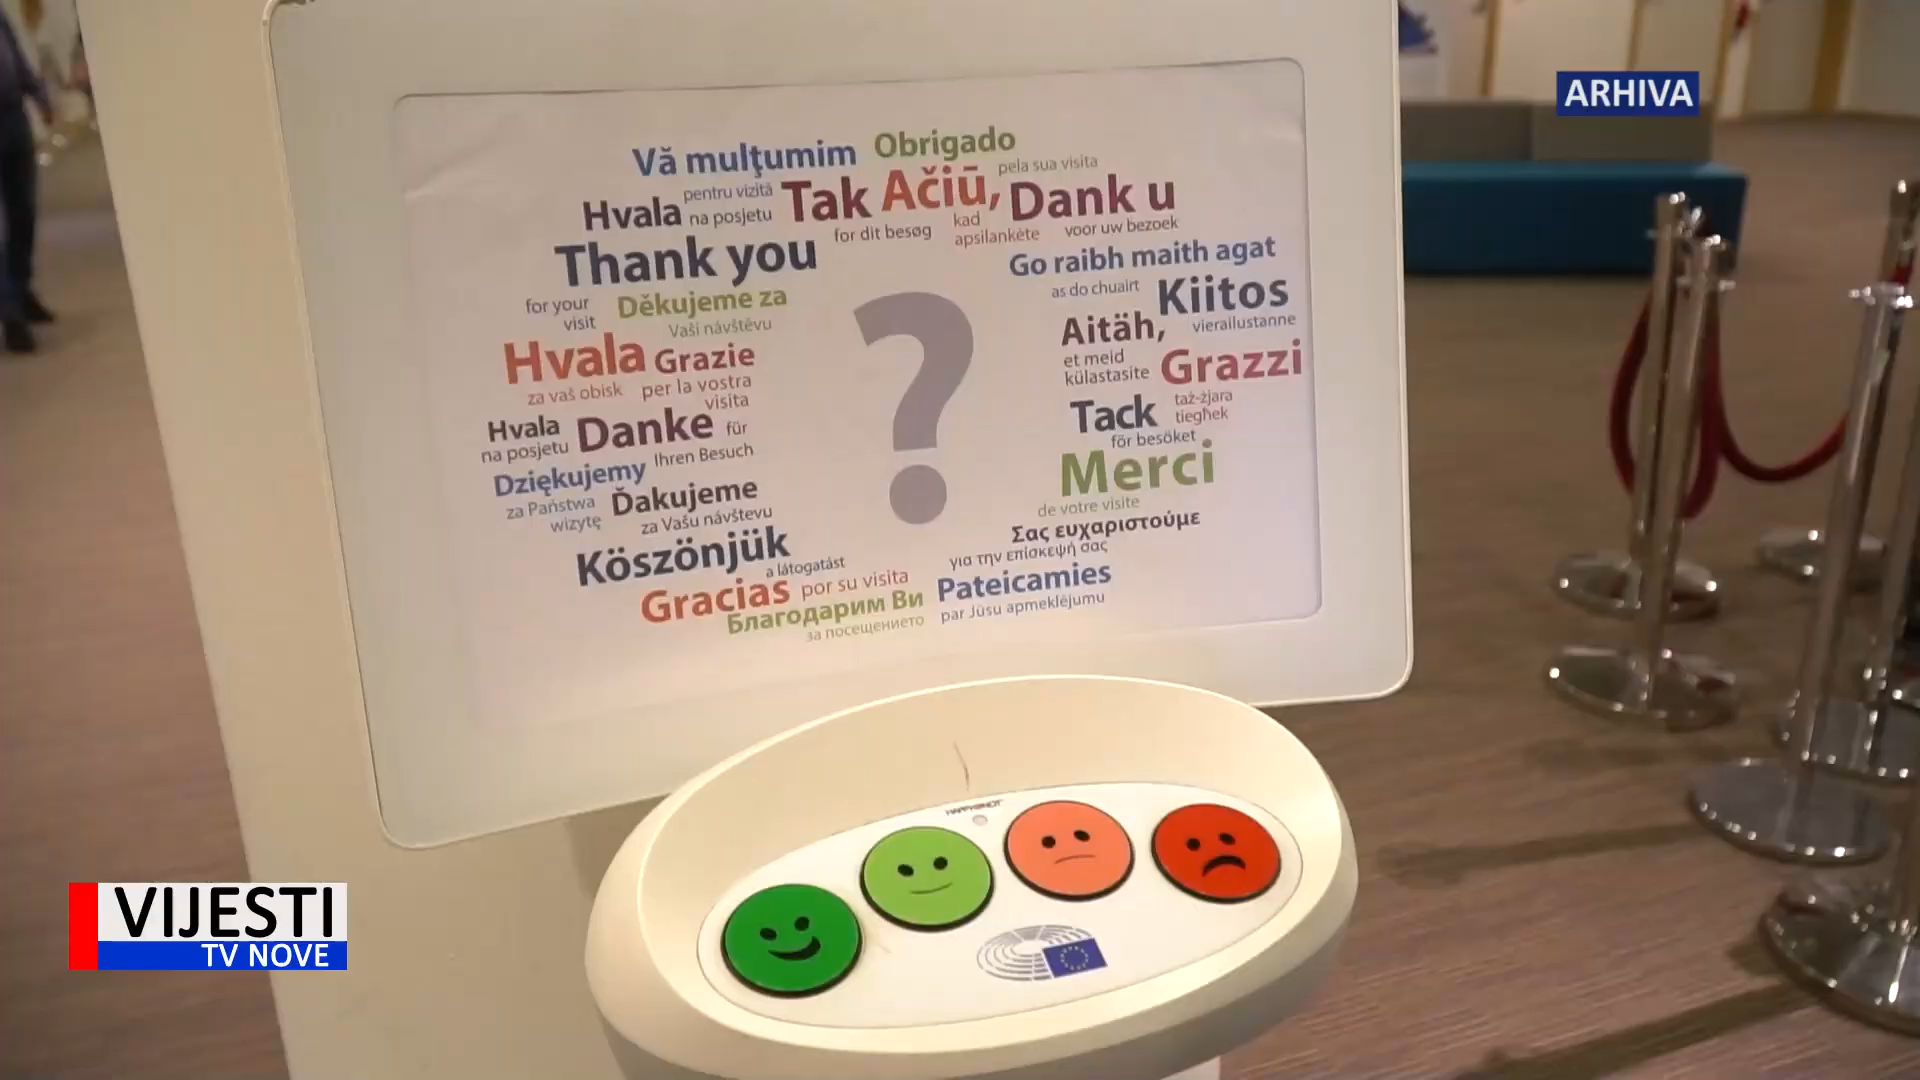 ARHIVA
Vă mulţumim
pentru vizită
Obrigado
pela sua visita
Hvala
na posjetu
Tak
for dit besøg
Ačiū,
kad
apsilankėte
Dank u
voor uw bezoek
Thank you
for your
visit
Go raibh maith agat
as do chuairt
Děkujeme za
Vaši návštěvu
Kiitos
vierailustanne
Aitäh,
et meid
külastasite
Hvala
za vaš obisk
Grazie
per la vostra
visita
Grazzi
taż-żjara
tiegħek
Hvala
na posjetu
Danke
für
Ihren Besuch
Tack
för besöket
Merci
de votre visite
Dziękujemy
za Państwa
wizytę
Ďakujeme
za Vašu návštevu
Σας ευχαριστούμε
για την επίσκεψή σας
Köszönjük
a látogatást
Gracias
por su visita
Благодарим Ви
за посещението
Pateicamies
par Jūsu apmeklējumu
?
HAPPY OR NOT
VIJESTI
TV NOVE